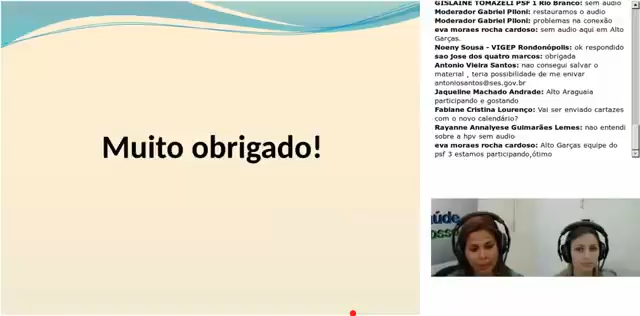 Muito obrigado!
GISLAINE TOMAZELI PSF 1 Rio Branco: sem audio
Moderador Gabriel Piloni: restauramos o audio
Moderador Gabriel Piloni: problemas na conexão
eva moraes rocha cardoso: sem audio aqui em Alto
Garças.
Noeny Sousa - VIGEP Rondonópolis: ok respondido
sao jose dos quatro marcos: obrigada
Antonio Vieira Santos: nao consegui salvar o
material , teria possibilidade de me enivar
antoniosantos@ses.gov.br
Jaqueline Machado Andrade: Alto Araguaia
participando e gostando
Fabiane Cristina Lourenço: Vai ser enviado cartazes
com o novo calendário?
Rayanne Annalyese Guimarães Lemes: nao entendi
sobre a hpv sem audio
eva moraes rocha cardoso: Alto Garças equipe do
psf 3 estamos participando,ótimo